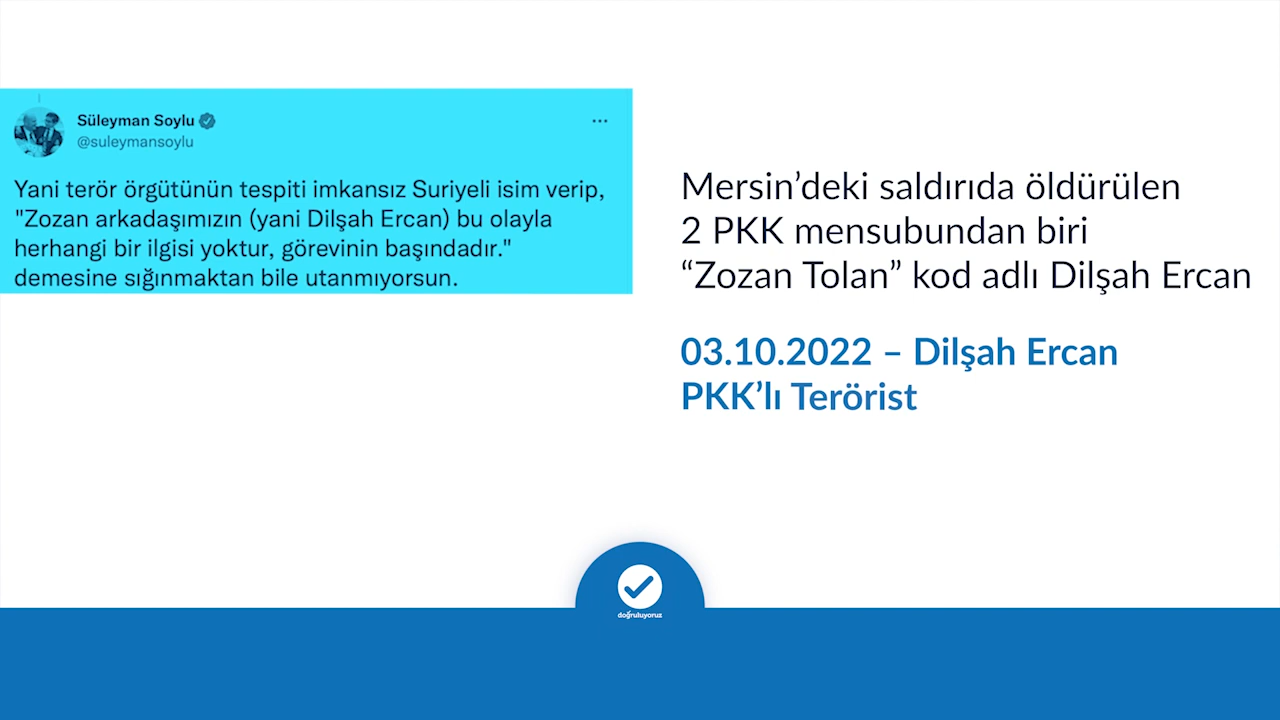 Süleyman Soylu
@suleymansoylu
Yani terör örgütünün tespiti imkansız Suriyeli isim verip,
"Zozan arkadaşımızın (yani Dilşah Ercan) bu olayla
herhangi bir ilgisi yoktur, görevinin başındadır."
demesine sığınmaktan bile utanmıyorsun.
Mersin’deki saldırıda öldürülen
2 PKK mensubundan biri
“Zozan Tolan” kod adlı Dilşah Ercan
03.10.2022 – Dilşah Ercan
PKK’lı Terörist
doğruluyoruz